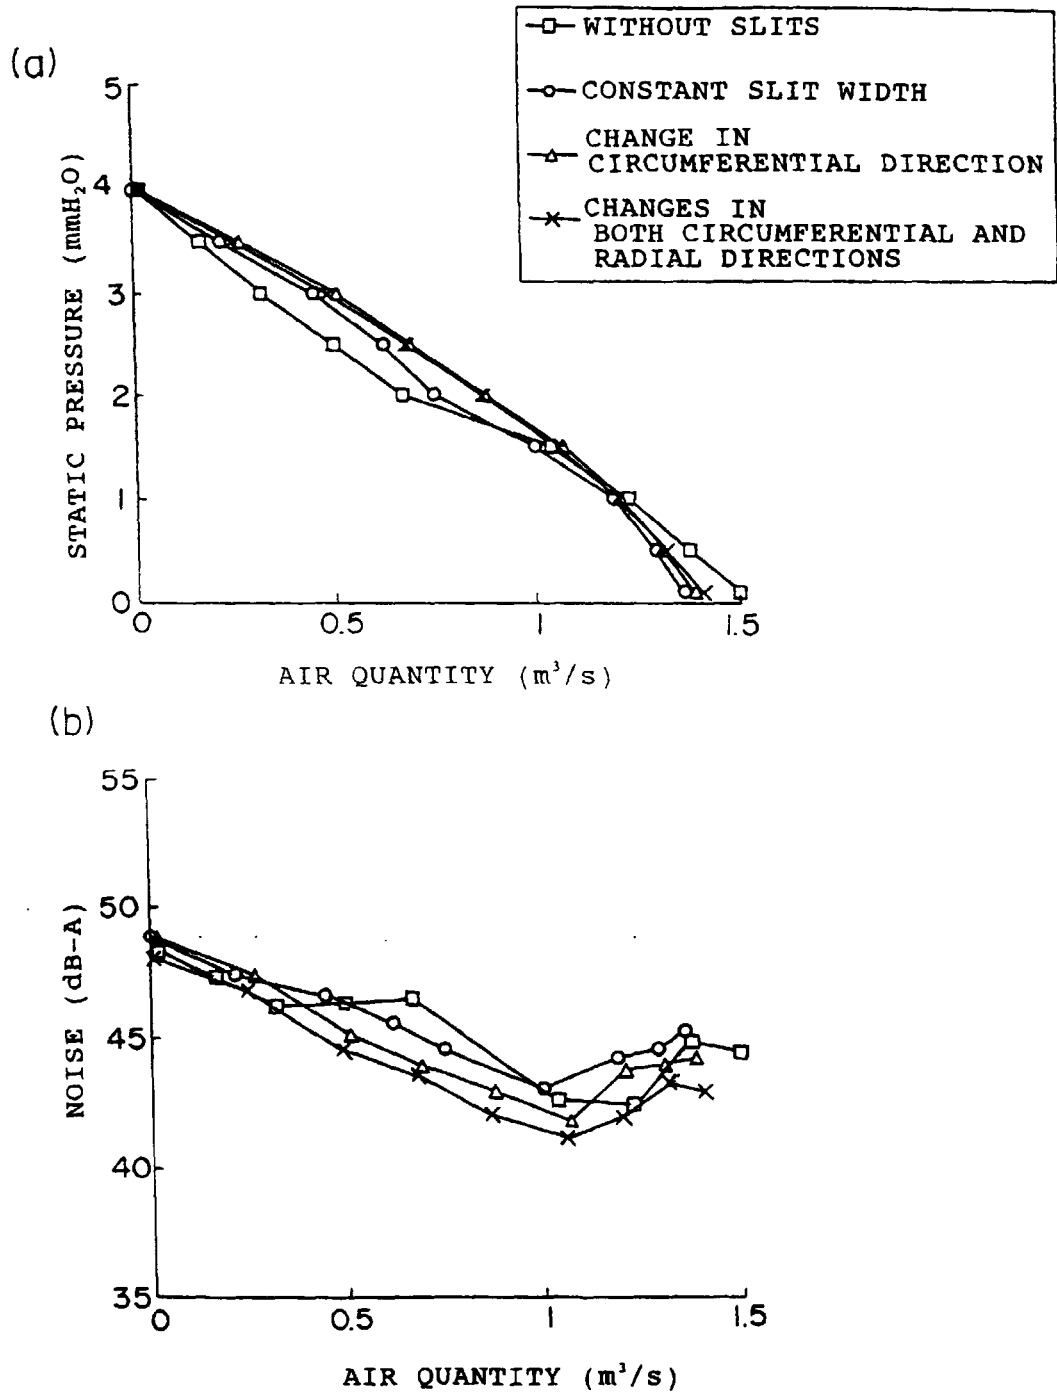 WITHOUT SLITS
CONSTANT SLIT WIDTH
CHANGE IN
CIRCUMFERENTIAL DIRECTION
CHANGES IN
BOTH CIRCUMFERENTIAL AND
RADIAL DIRECTIONS
(a)
STATIC PRESSURE (mmH₂O)
5
4
3
2
1
0
0 0.5 1 1.5
AIR QUANTITY (m³/s)
(b)
NOISE (dB-A)
55
50
45
40
35
0 0.5 1 1.5
AIR QUANTITY (m³/s)